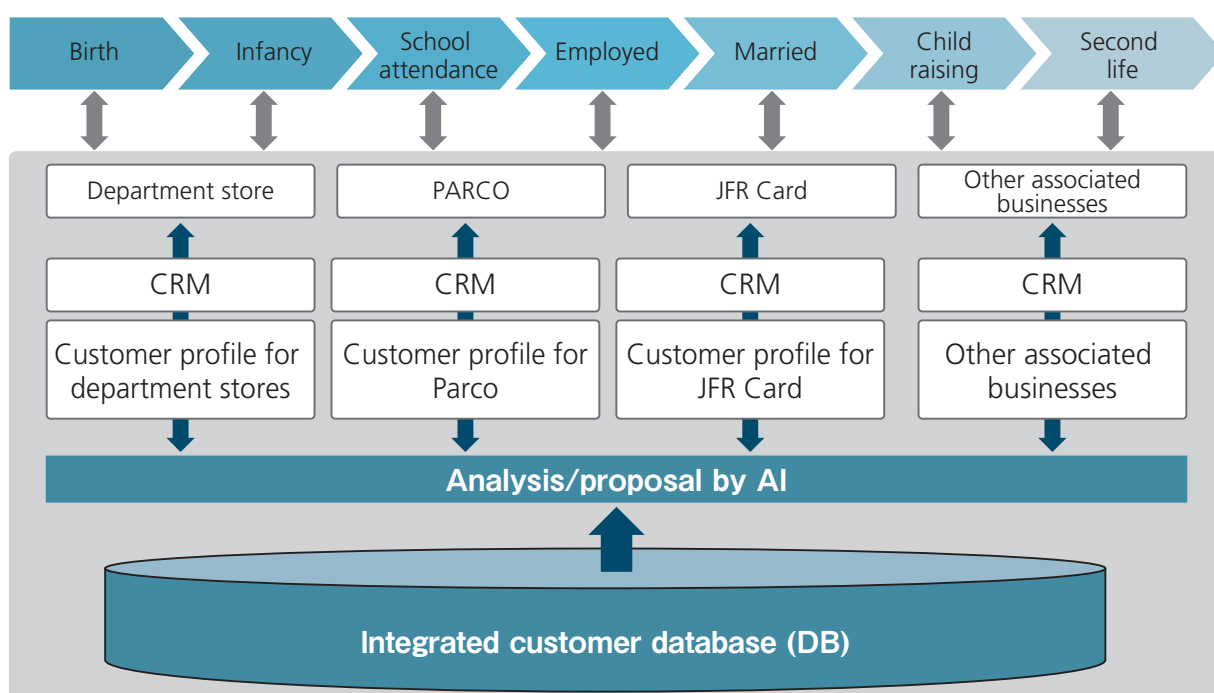 Birth
Infancy
School
attendance
Employed
Married
Child
raising
Second
life
Department store
PARCO
JFR Card
Other associated
businesses
CRM
CRM
CRM
CRM
Customer profile for
department stores
Customer profile for
Parco
Customer profile for
JFR Card
Other associated
businesses
Analysis/proposal by AI
Integrated customer database (DB)